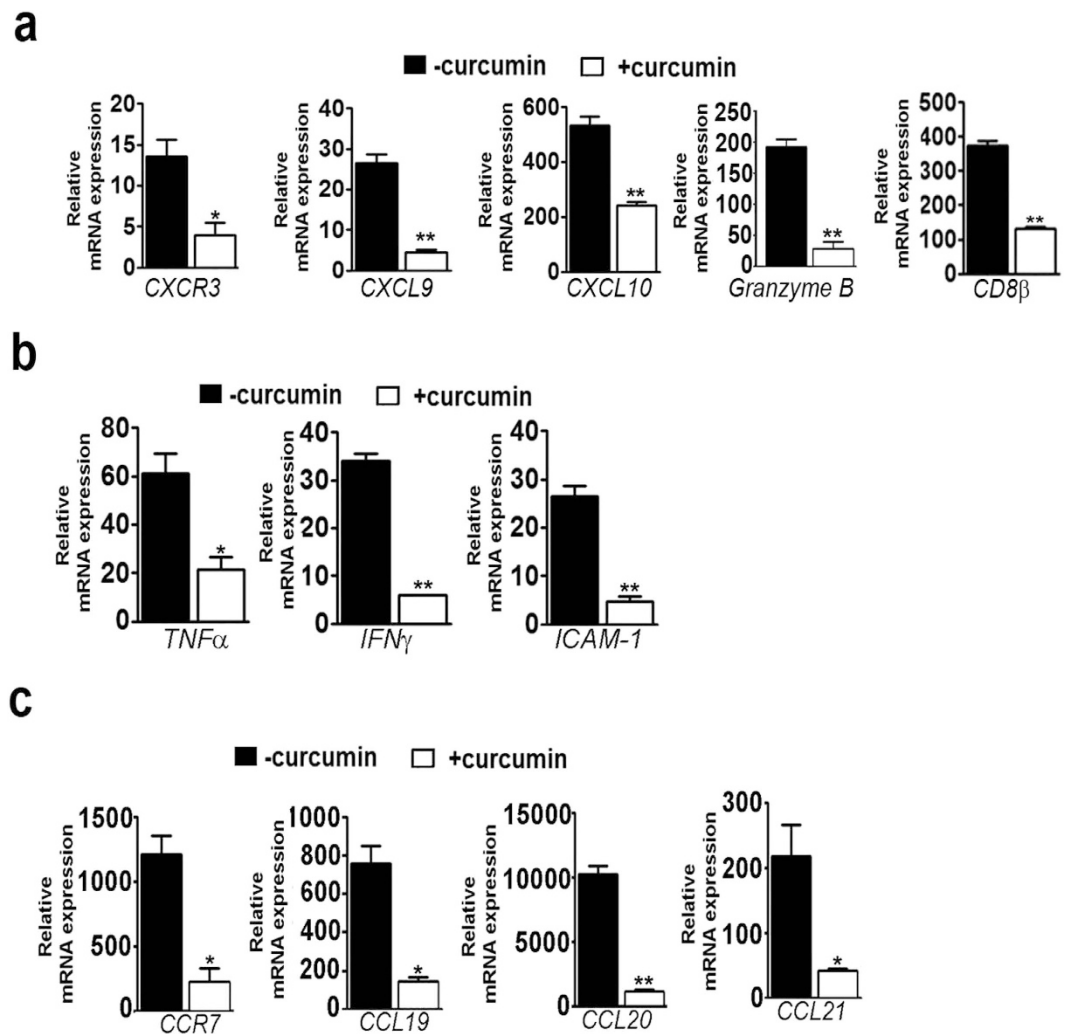 a
-curcumin +curcumin
Relative
mRNA expression
20
15
10
5
0
*
CXCR3
Relative
mRNA expression
40
30
20
10
0
**
CXCL9
Relative
mRNA expression
600
400
200
0
**
CXCL10
Relative
mRNA expression
250
200
150
100
50
0
**
Granzyme B
Relative
mRNA expression
500
400
300
200
100
0
**
CD8β
b
-curcumin +curcumin
Relative
mRNA expression
80
60
40
20
0
*
TNFα
Relative
mRNA expression
40
30
20
10
0
**
IFNγ
Relative
mRNA expression
40
30
20
10
0
**
ICAM-1
c
-curcumin +curcumin
Relative
mRNA expression
1500
1000
500
0
*
CCR7
Relative
mRNA expression
1000
800
600
400
200
0
*
CCL19
Relative
mRNA expression
15000
10000
5000
0
**
CCL20
Relative
mRNA expression
300
200
100
0
*
CCL21